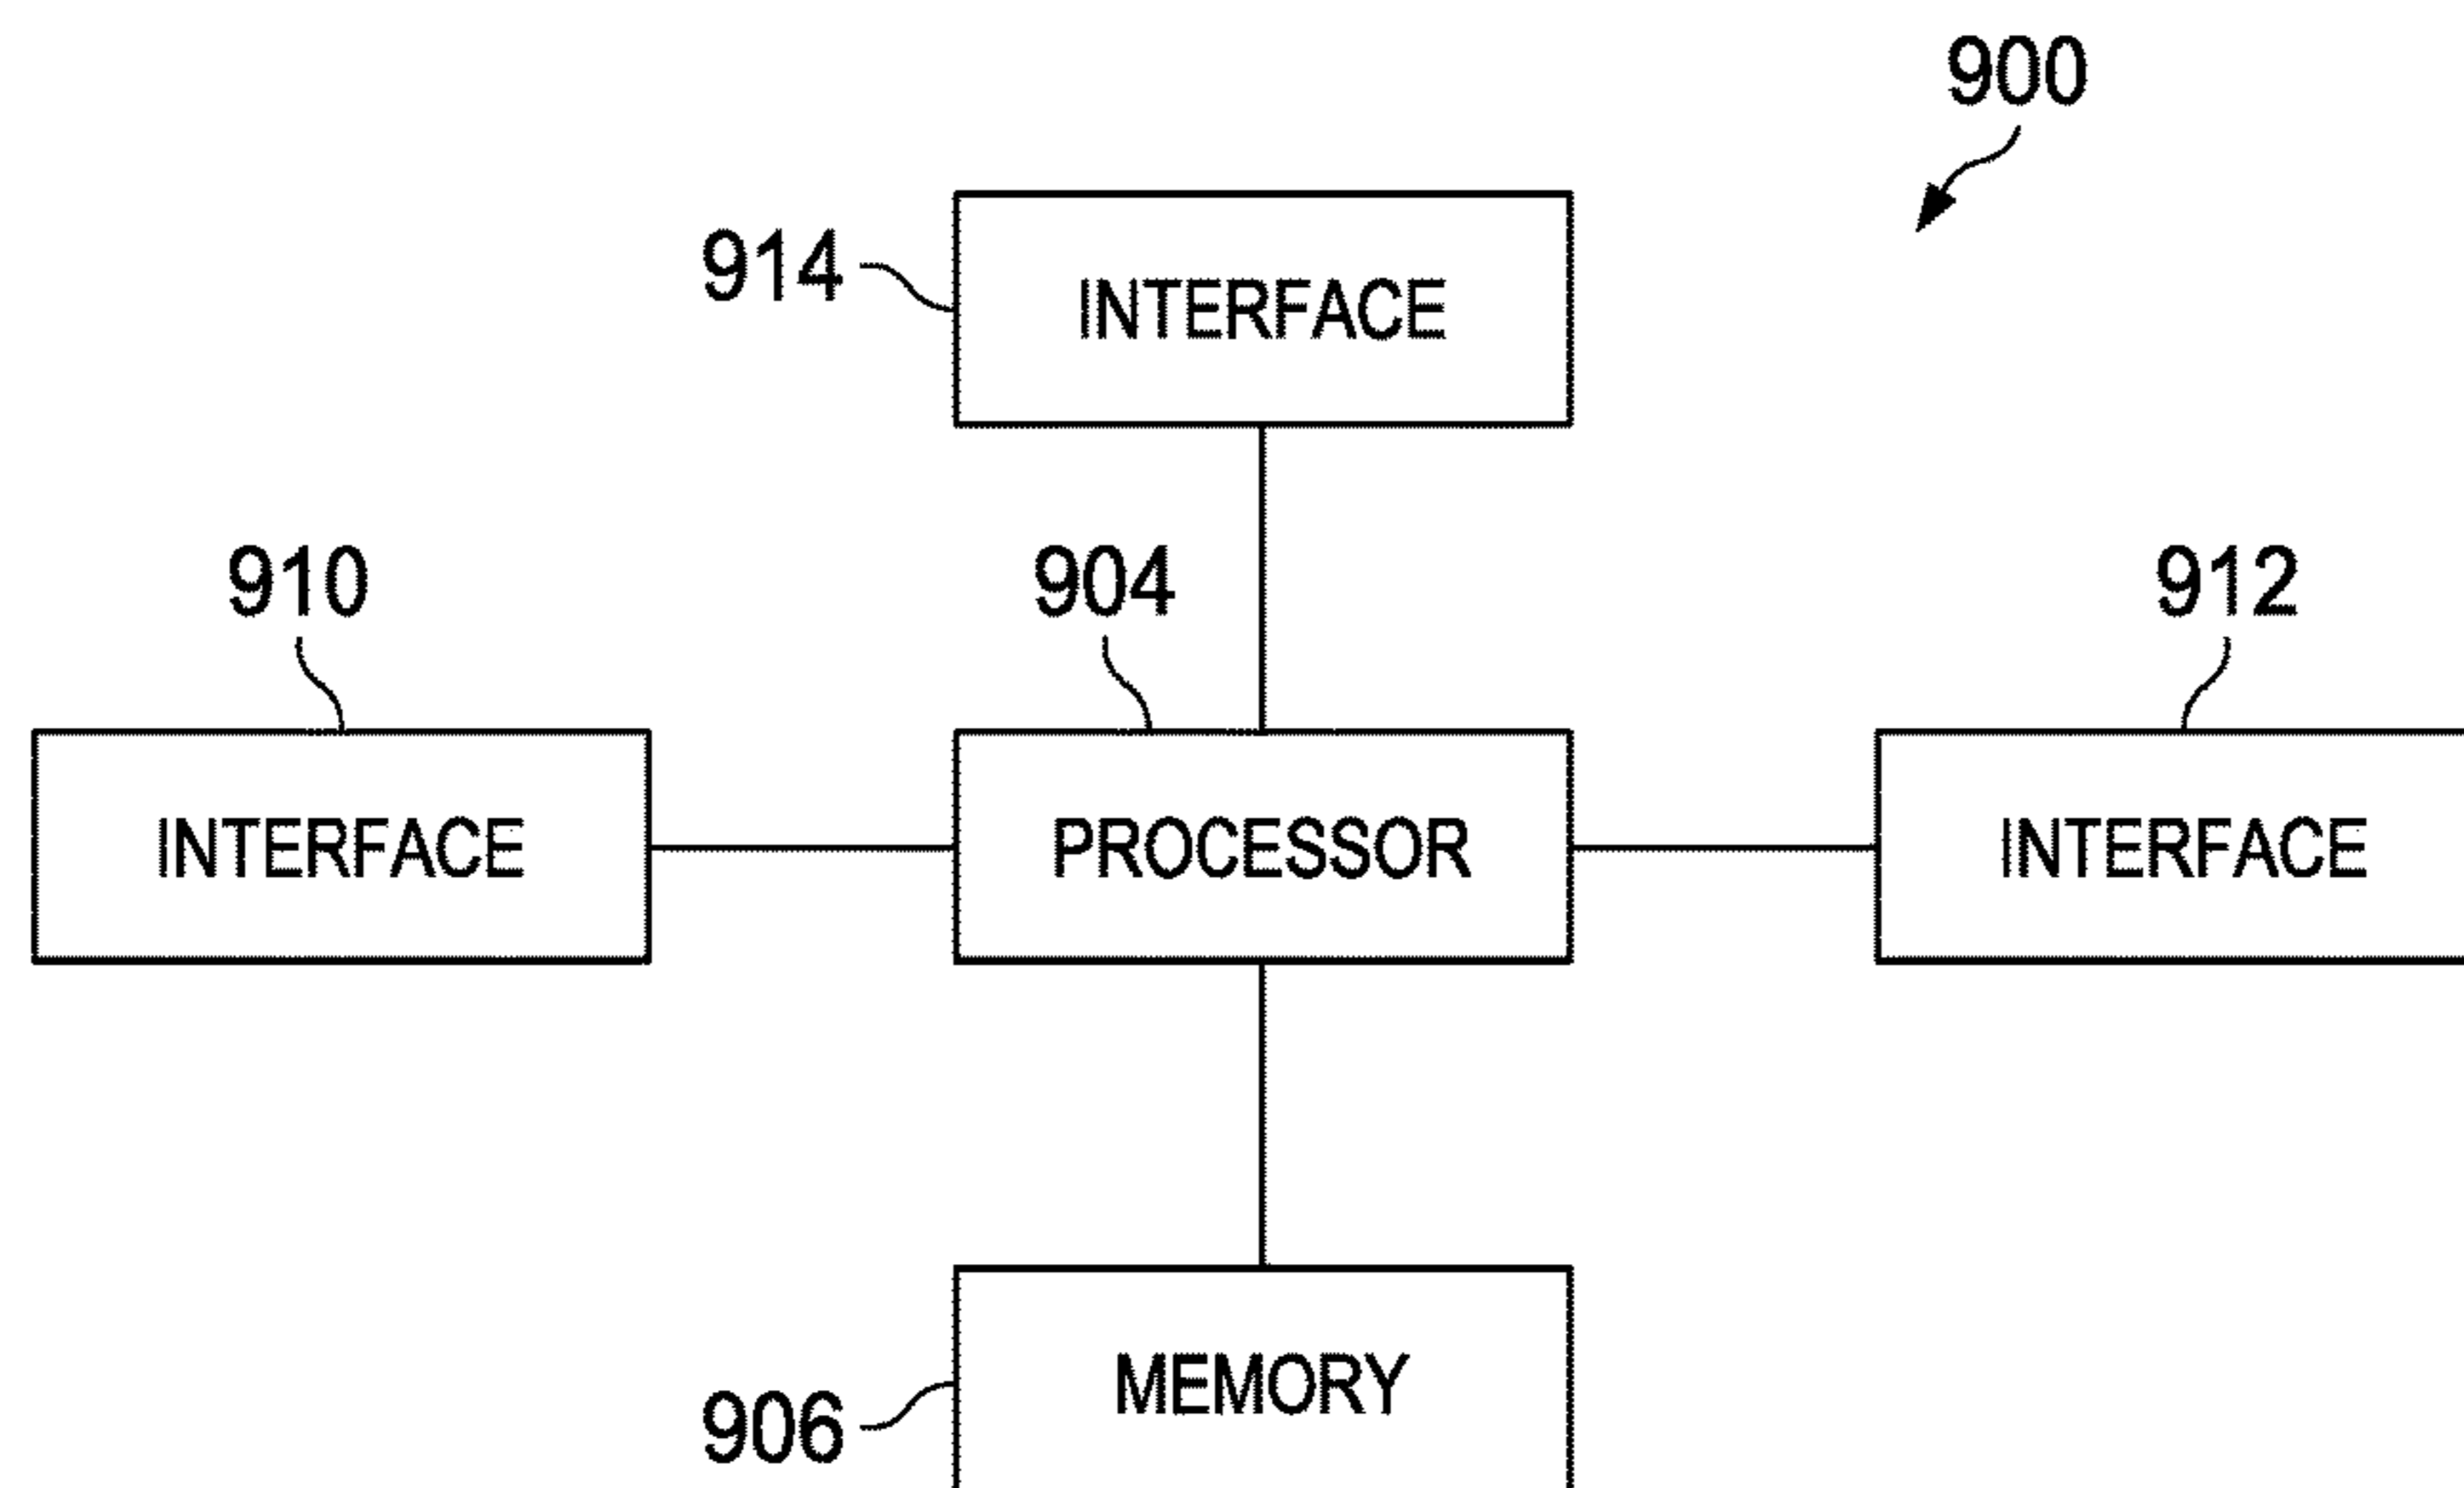 900
914
INTERFACE
910
904
912
INTERFACE
PROCESSOR
INTERFACE
MEMORY
906